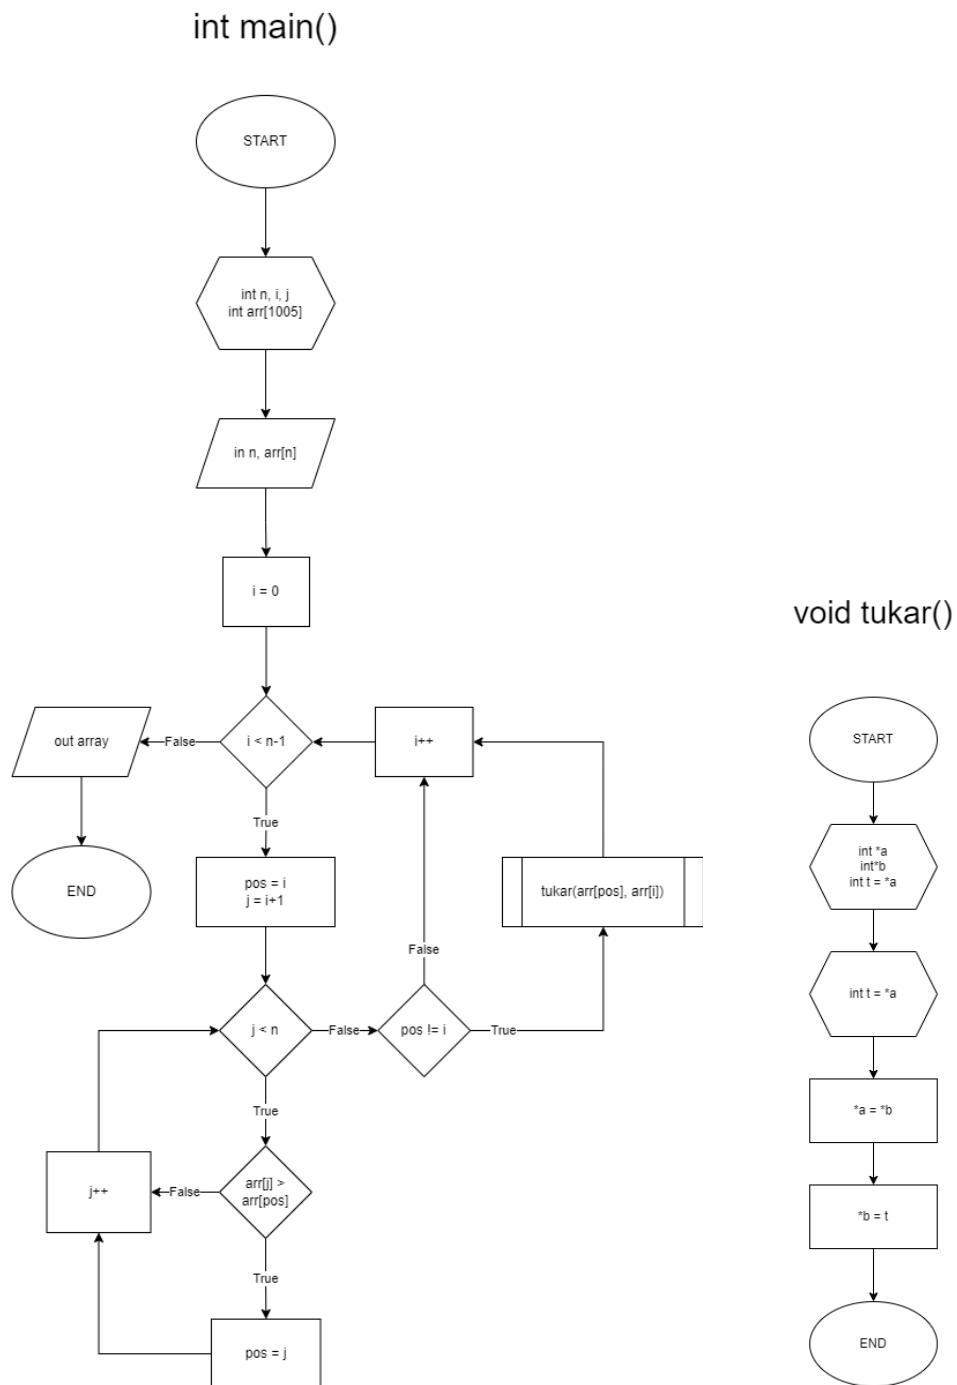 int main()
START
int n, i, j
int arr[1005]
in n, arr[n]
i = 0
i < n-1
False
out array
END
i++
True
pos = i
j = i+1
j < n
False
pos != i
False
True
tukar(arr[pos], arr[i])
True
arr[j] >
arr[pos]
False
j++
True
pos = j
void tukar()
START
int *a
int*b
int t = *a
int t = *a
*a = *b
*b = t
END